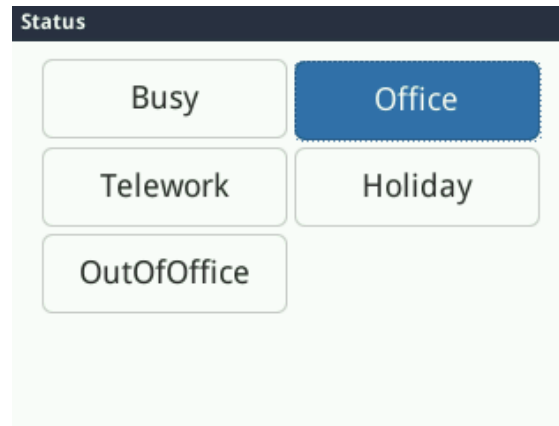 Status
Busy
Office
Telework
Holiday
OutOfOffice